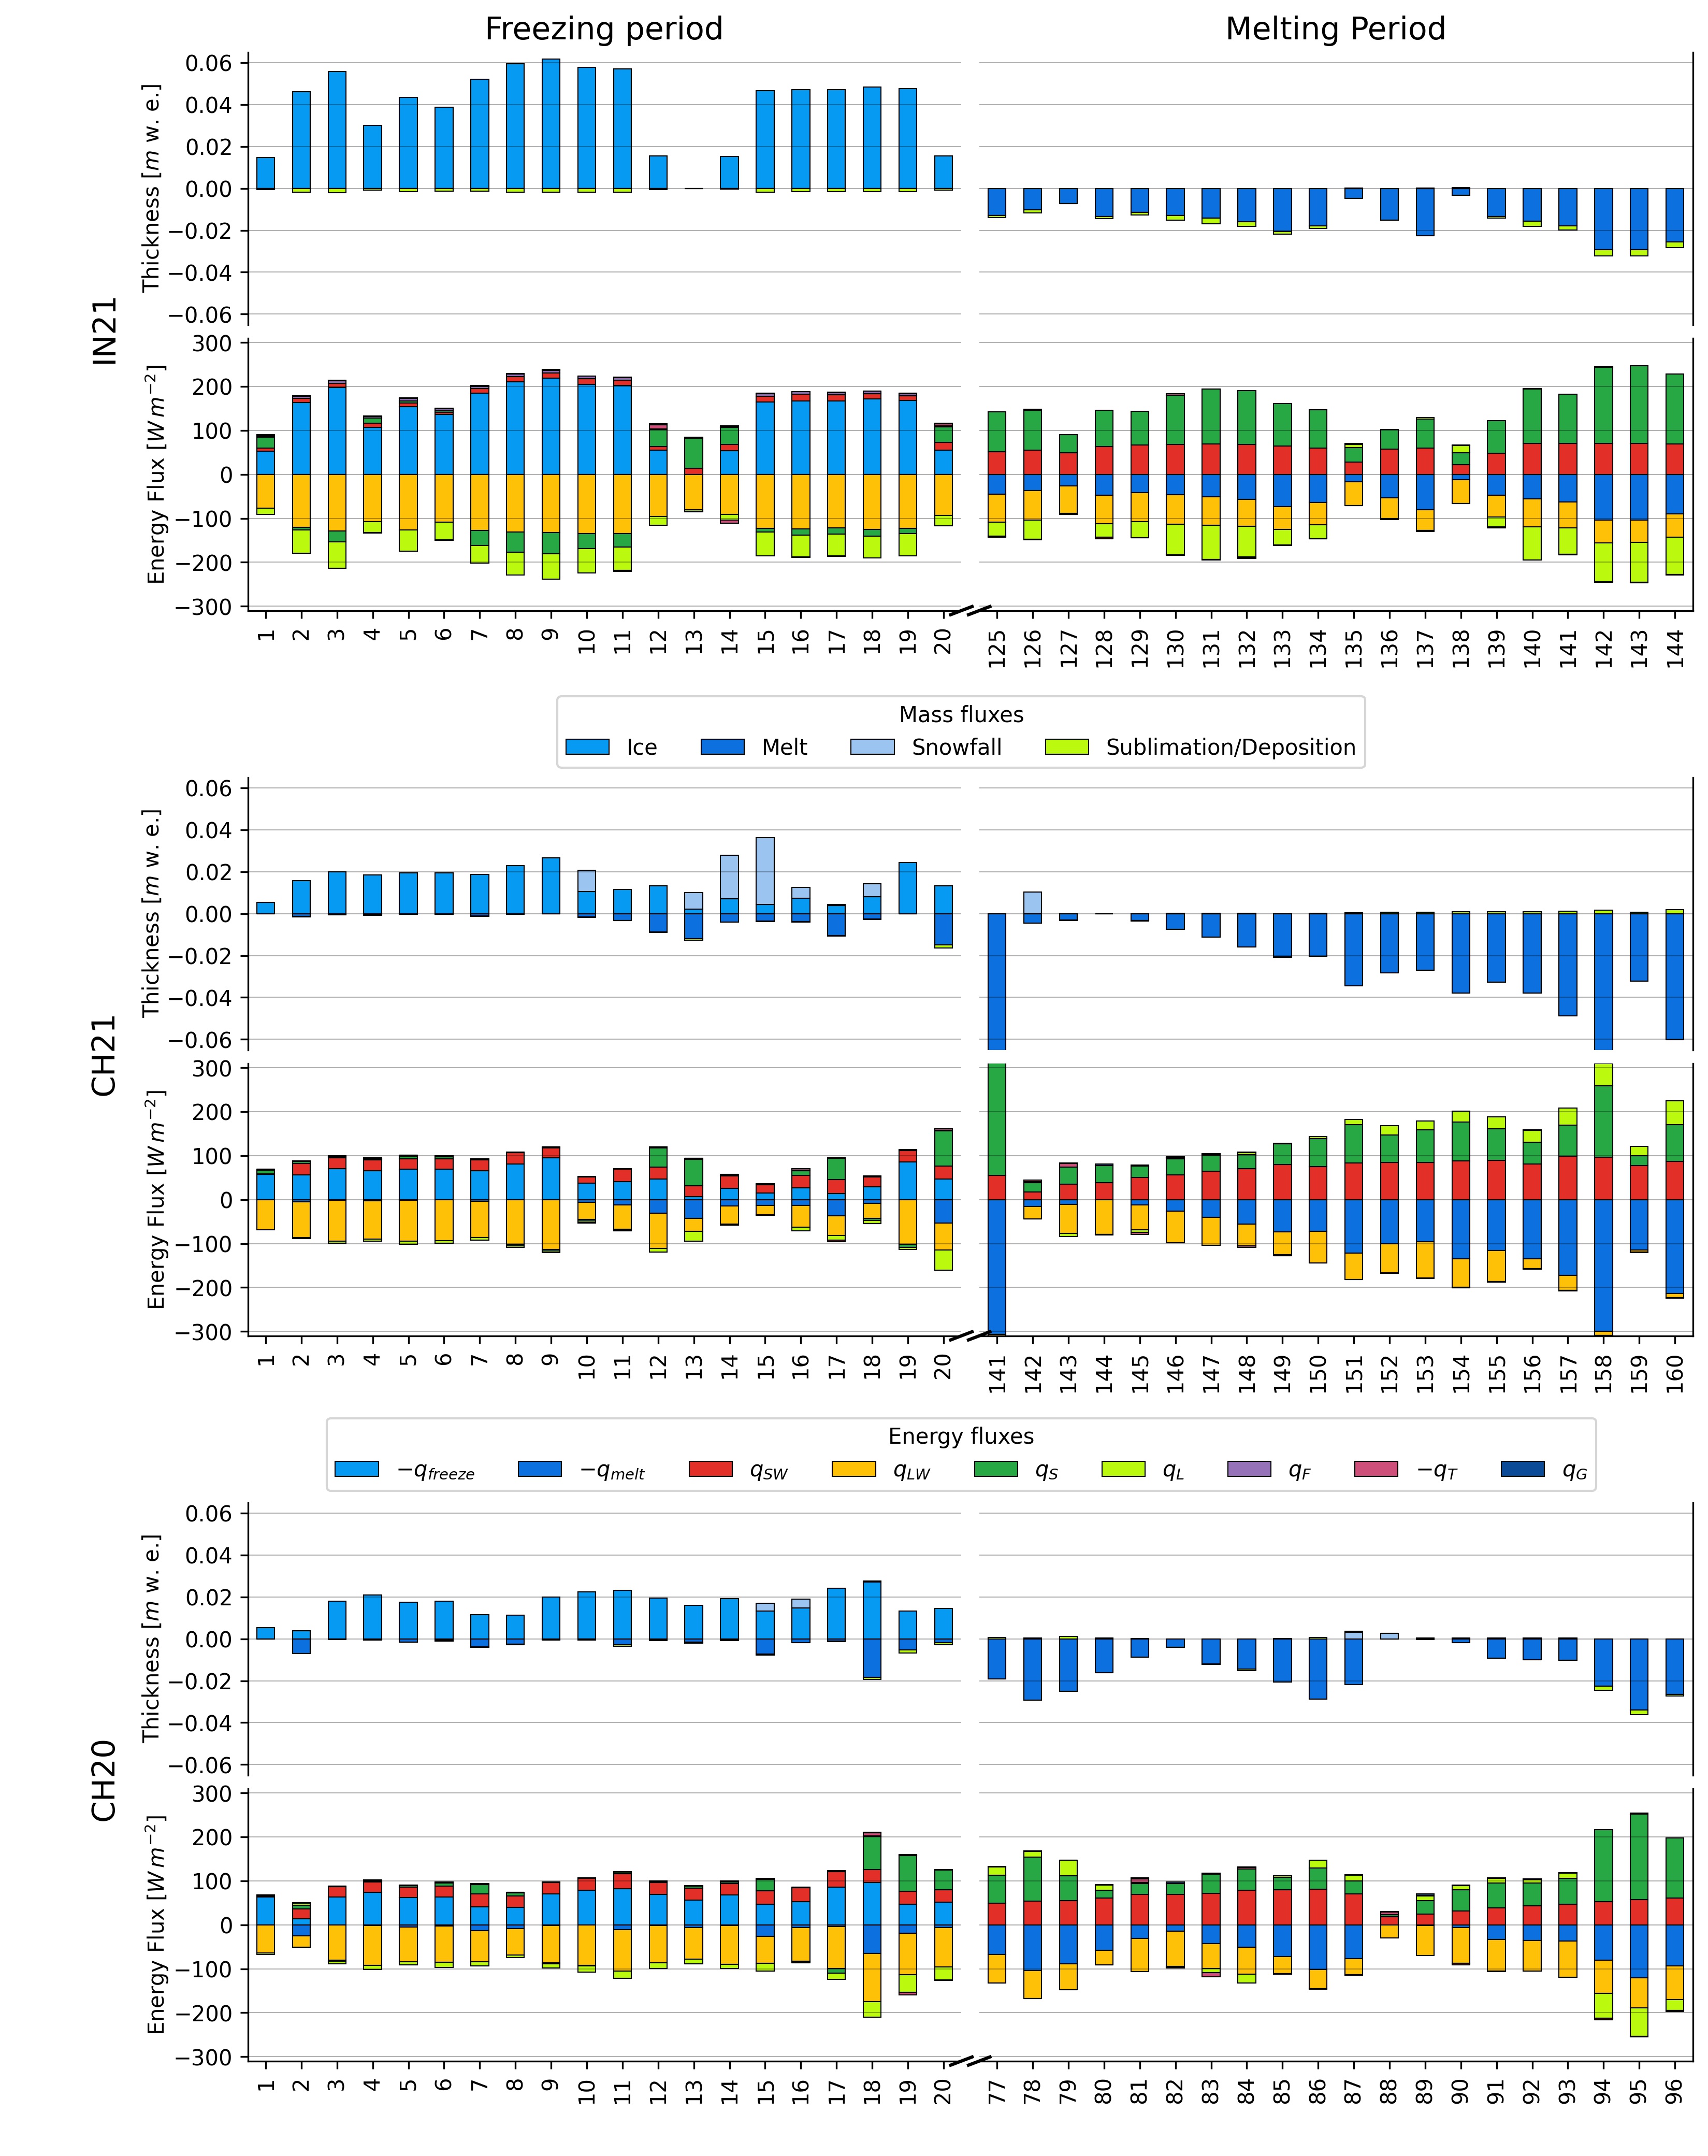 Freezing period
Melting Period
IN21
Thickness [m w. e.]
0.06
0.04
0.02
0.00
−0.02
−0.04
−0.06
Energy Flux [Wm⁻²]
300
200
100
0
−100
−200
−300
1 2 3 4 5 6 7 8 9 10 11 12 13 14 15 16 17 18 19 20
125 126 127 128 129 130 131 132 133 134 135 136 137 138 139 140 141 142 143 144
Mass fluxes
Ice Melt Snowfall Sublimation/Deposition
CH21
Thickness [m w. e.]
0.06
0.04
0.02
0.00
−0.02
−0.04
−0.06
Energy Flux [Wm⁻²]
300
200
100
0
−100
−200
−300
1 2 3 4 5 6 7 8 9 10 11 12 13 14 15 16 17 18 19 20
141 142 143 144 145 146 147 148 149 150 151 152 153 154 155 156 157 158 159 160
Energy fluxes
−q_freeze −q_melt q_SW q_LW q_S q_L q_F −q_T q_G
CH20
Thickness [m w. e.]
0.06
0.04
0.02
0.00
−0.02
−0.04
−0.06
Energy Flux [Wm⁻²]
300
200
100
0
−100
−200
−300
1 2 3 4 5 6 7 8 9 10 11 12 13 14 15 16 17 18 19 20
77 78 79 80 81 82 83 84 85 86 87 88 89 90 91 92 93 94 95 96